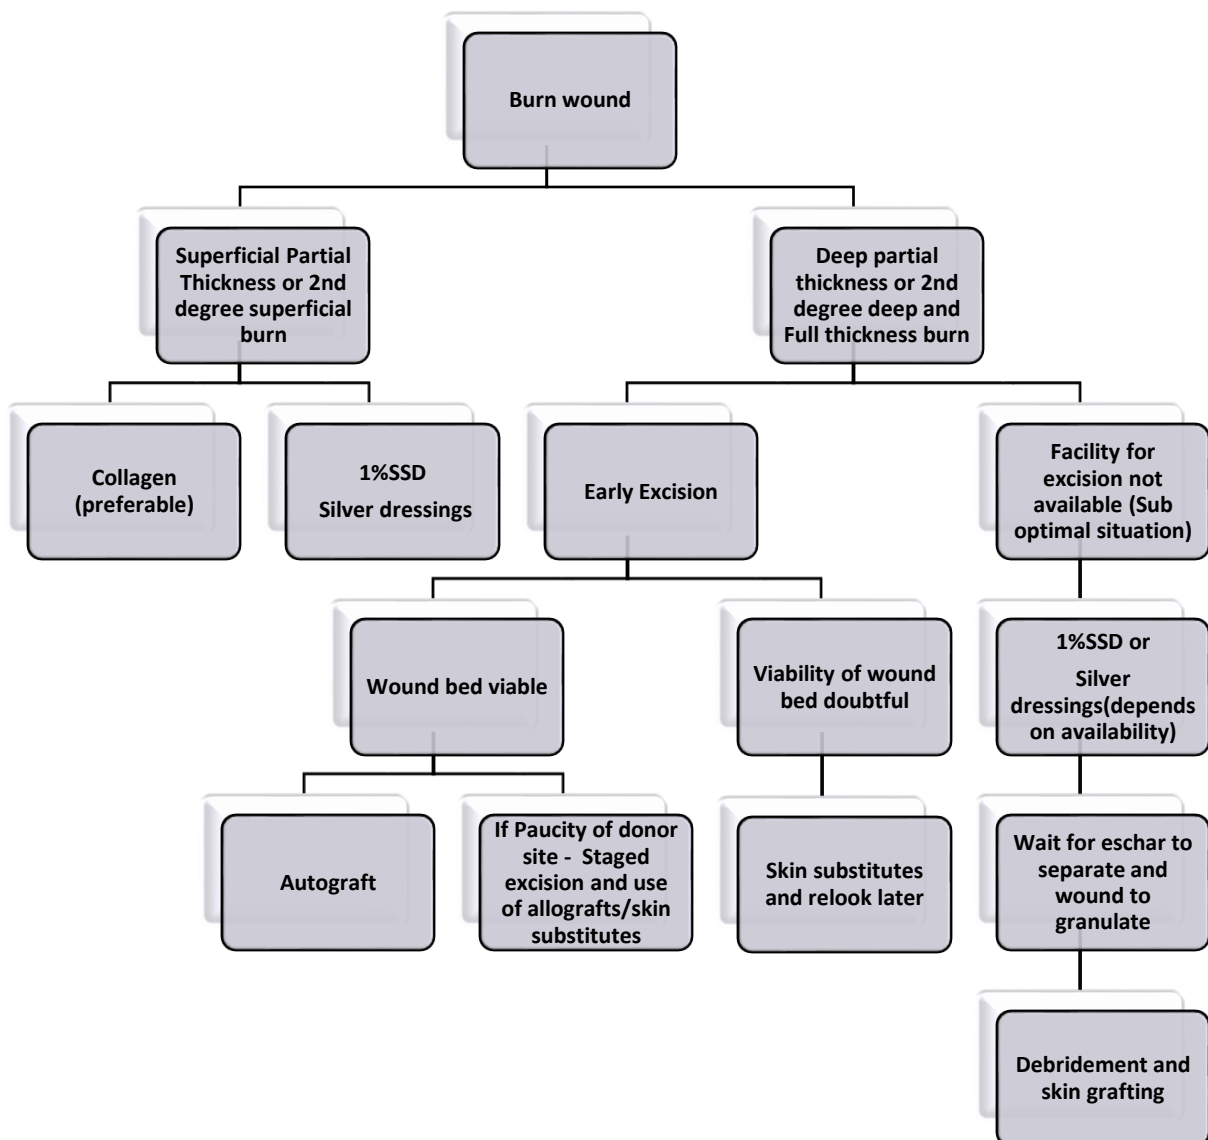 Burn wound
Superficial Partial
Thickness or 2nd
degree superficial
burn
Deep partial
thickness or 2nd
degree deep and
Full thickness burn
Collagen
(preferable)
1%SSD
Silver dressings
Early Excision
Facility for
excision not
available (Sub
optimal situation)
Wound bed viable
Viability of wound
bed doubtful
1%SSD or
Silver
dressings(depends
on availability)
Autograft
If Paucity of donor
site - Staged
excision and use
of allografts/skin
substitutes
Skin substitutes
and relook later
Wait for eschar to
separate and
wound to
granulate
Debridement and
skin grafting